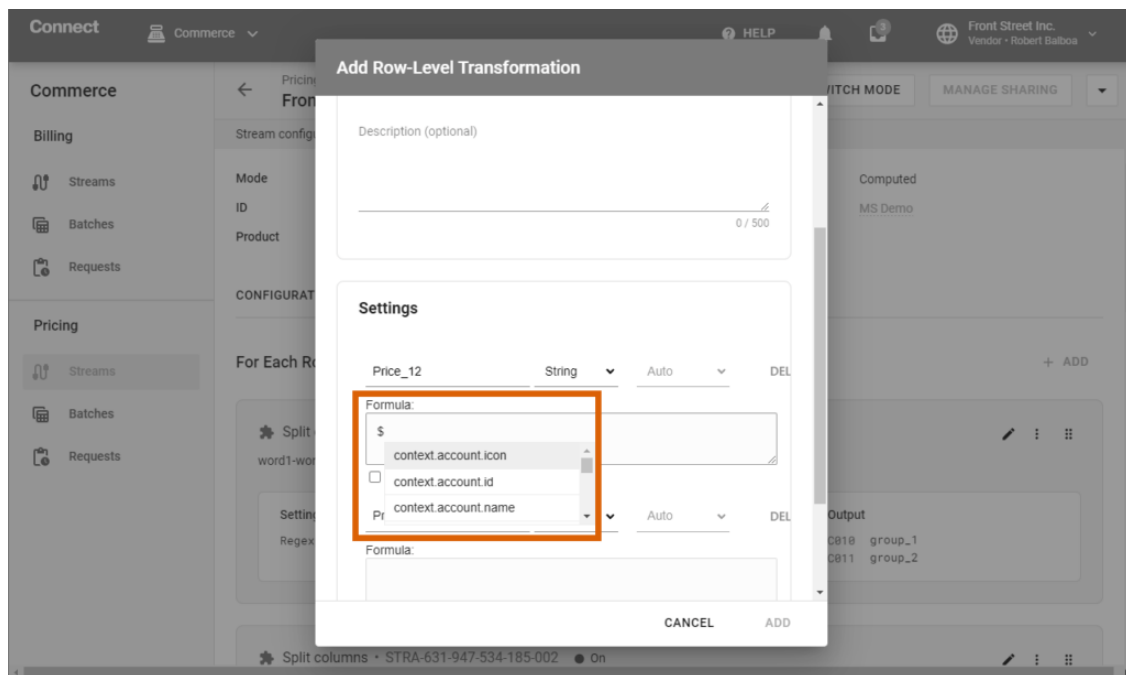 Connect
Commerce
HELP
3
Front Street Inc.
Vendor • Robert Balboa
Commerce
Billing
Streams
Batches
Requests
Pricing
Streams
Batches
Requests
Pricing
Fron
ITCH MODE
MANAGE SHARING
Stream config
Mode
ID
Product
Computed
MS Demo
CONFIGURAT
For Each Ro
+ ADD
Split
word1-wor
Setting
Regex
Output
C010 group_1
C011 group_2
Split columns • STRA-631-947-534-185-002 ● On
Add Row-Level Transformation
Description (optional)
0 / 500
Settings
Price_12 String Auto DEL
Formula:
$
context.account.icon
context.account.id
context.account.name
Pr Auto DEL
Formula:
CANCEL ADD